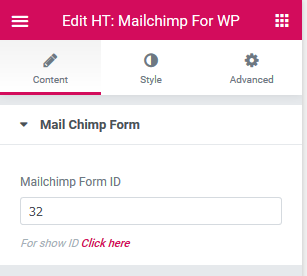 Edit HT: Mailchimp For WP
Content Style Advanced
Mail Chimp Form
Mailchimp Form ID
32
For show ID Click here